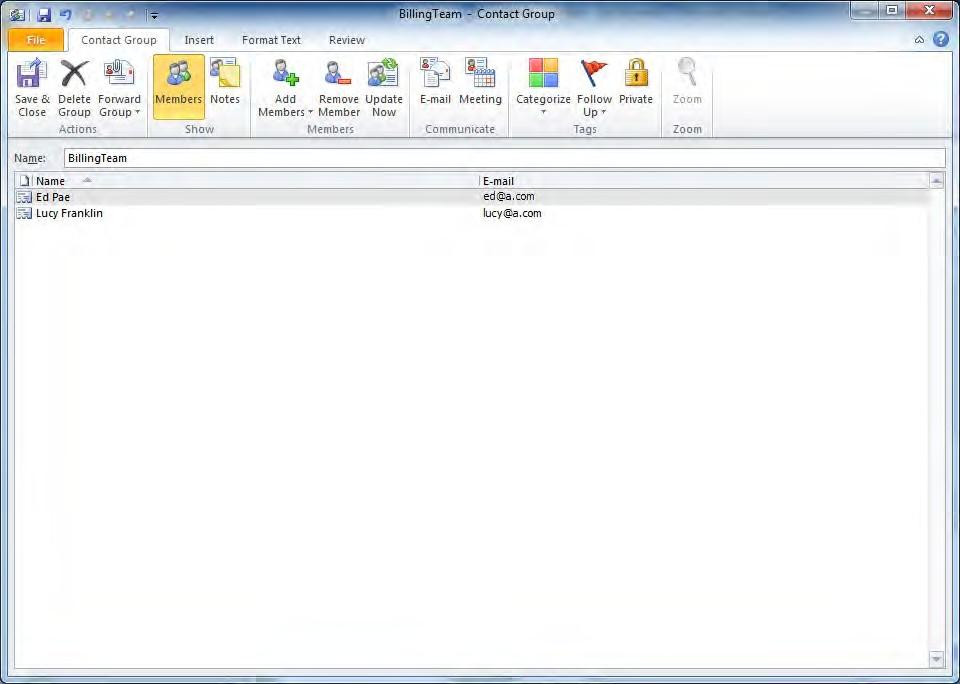 BillingTeam - Contact Group
File Contact Group Insert Format Text Review
Save & Close Delete Group Forward Group Members Notes Add Members Remove Member Update Now E-mail Meeting Categorize Follow Up Private Zoom
Actions Show Members Communicate Tags Zoom
Name: BillingTeam
Name E-mail
Ed Pae ed@a.com
Lucy Franklin lucy@a.com